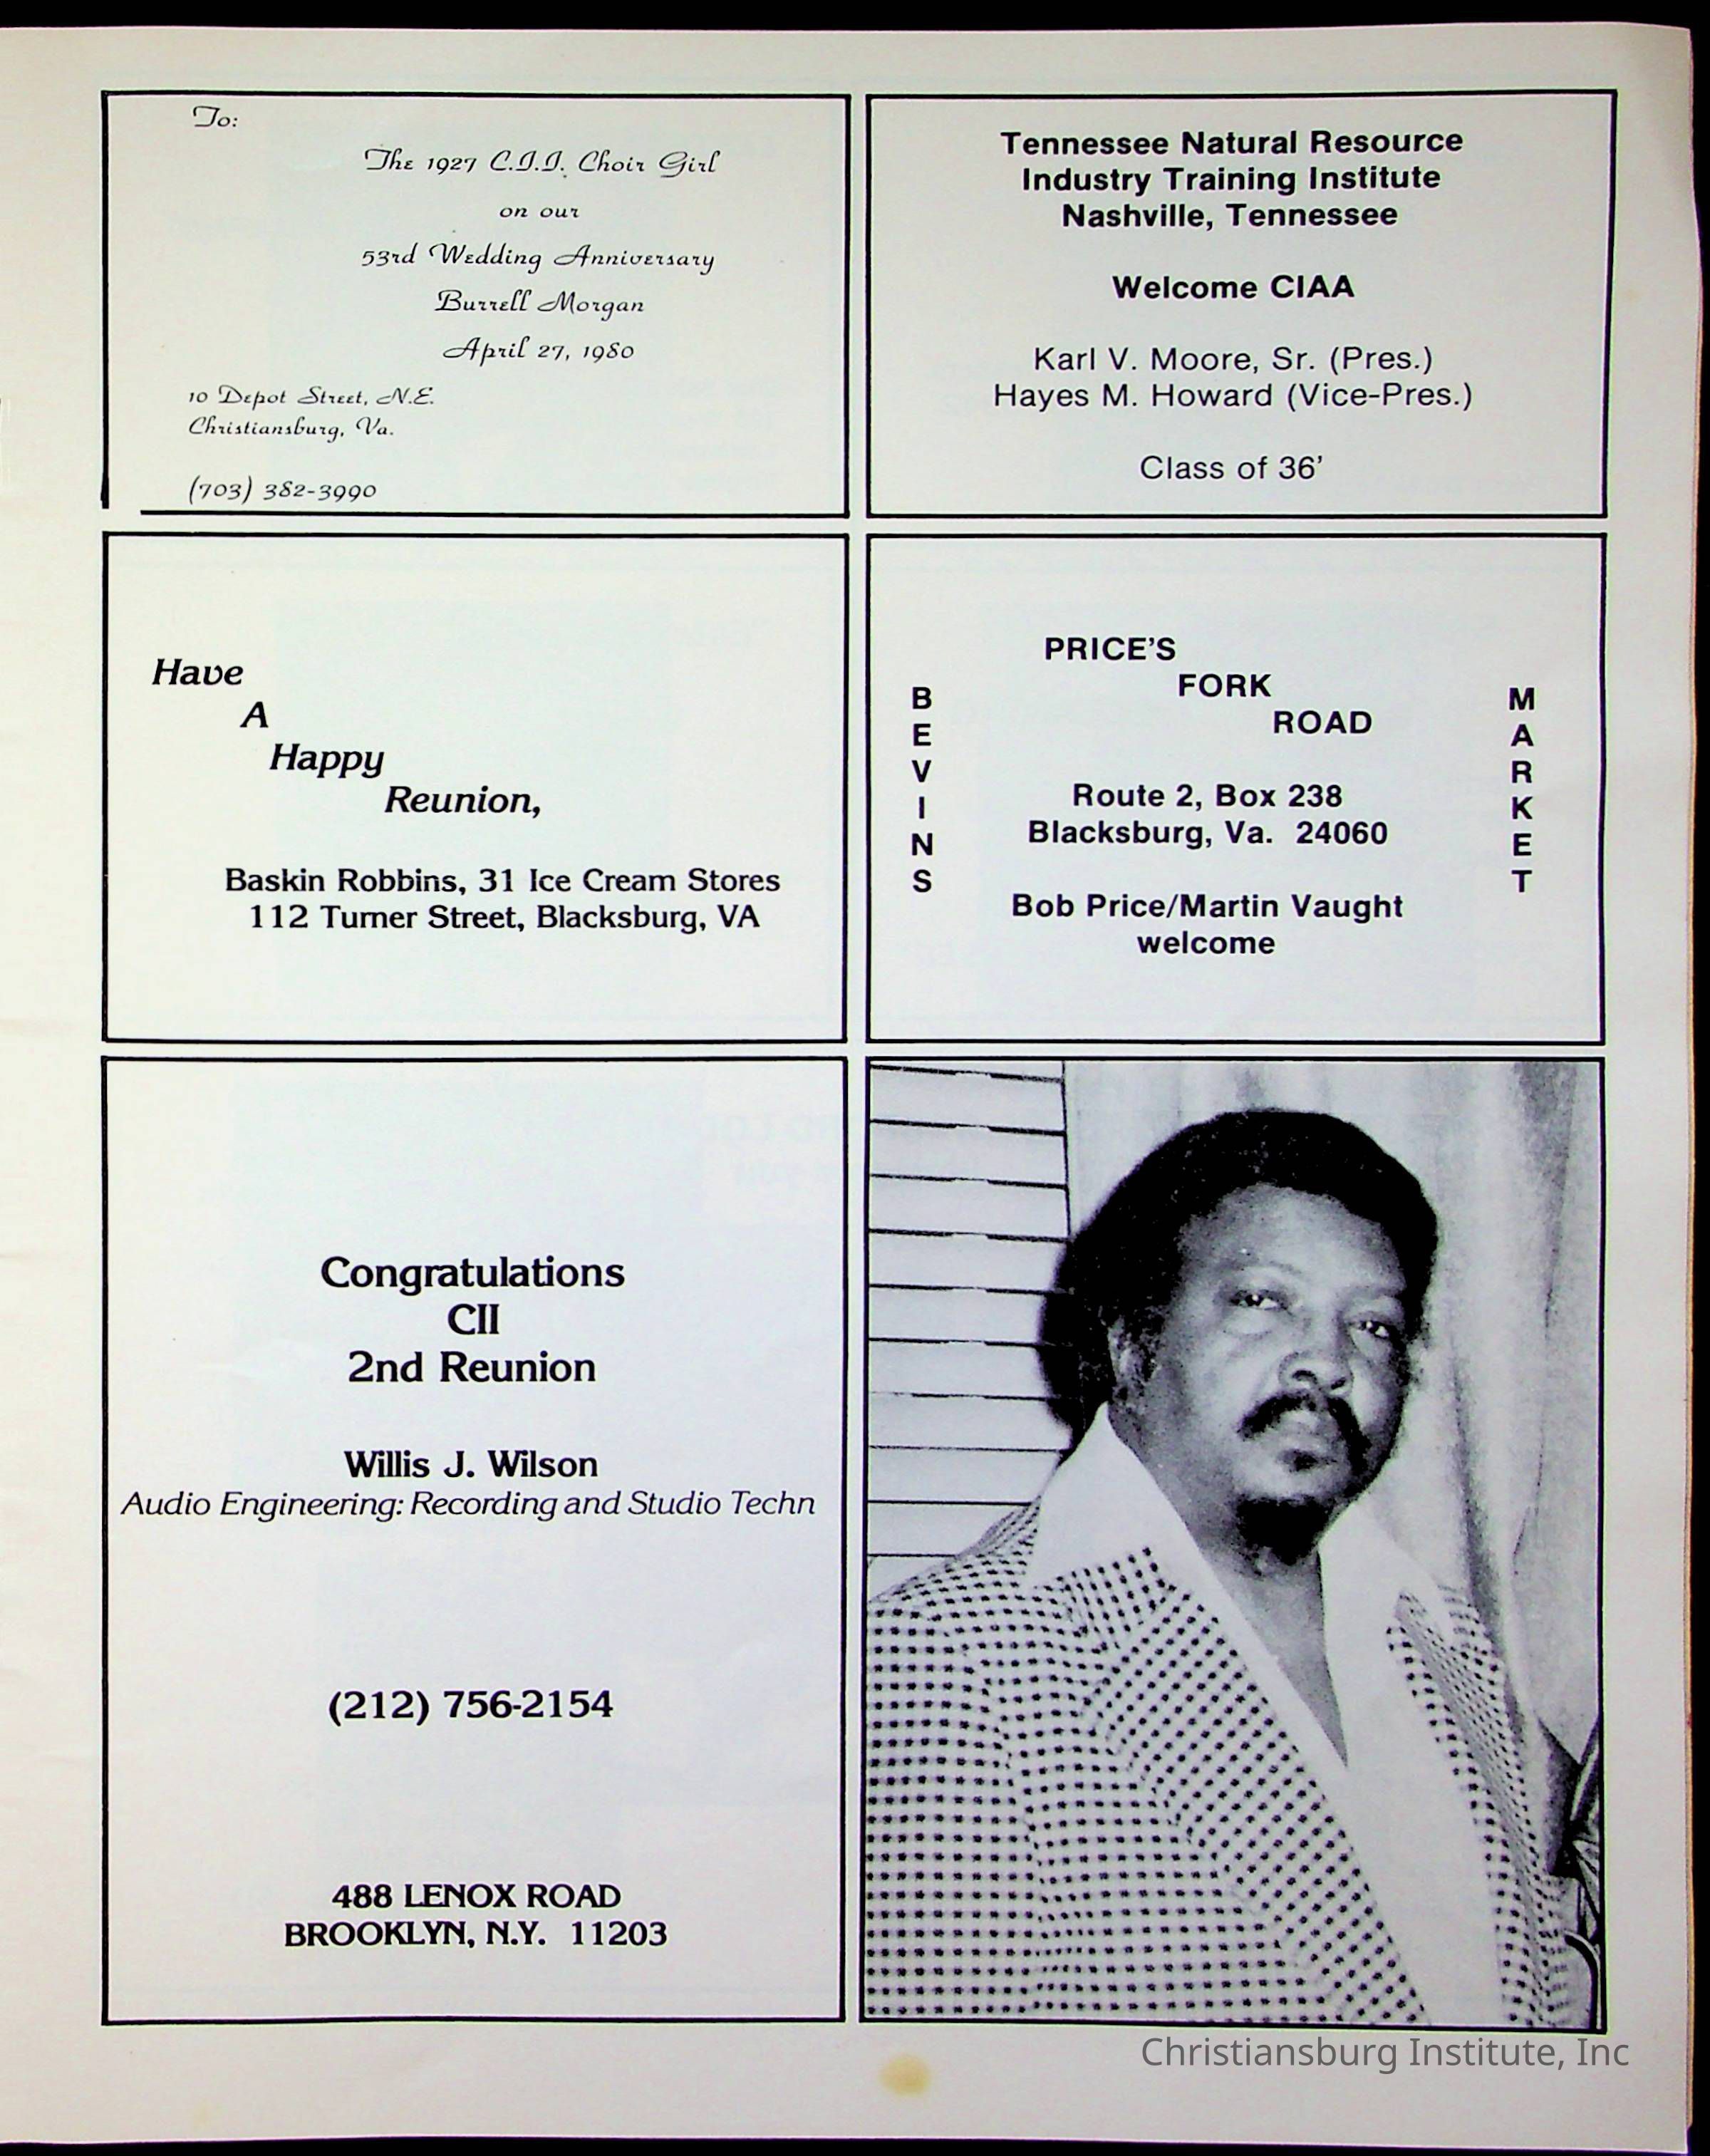 To:
The 1927 C.I.I. Choir Girl
on our
53rd Wedding Anniversary
Burrell Morgan
April 27, 1980
10 Depot Street, N.E.
Christiansburg, Va.
(703) 382-3990
Tennessee Natural Resource
Industry Training Institute
Nashville, Tennessee
Welcome CIAA
Karl V. Moore, Sr. (Pres.)
Hayes M. Howard (Vice-Pres.)
Class of 36'
Have
A
Happy
Reunion,
Baskin Robbins, 31 Ice Cream Stores
112 Turner Street, Blacksburg, VA
BEVINS
PRICE'S
FORK
ROAD
Route 2, Box 238
Blacksburg, Va. 24060
Bob Price/Martin Vaught
welcome
MARKET
Congratulations
CII
2nd Reunion
Willis J. Wilson
Audio Engineering: Recording and Studio Techn
(212) 756-2154
488 LENOX ROAD
BROOKLYN, N.Y. 11203
Christiansburg Institute, Inc